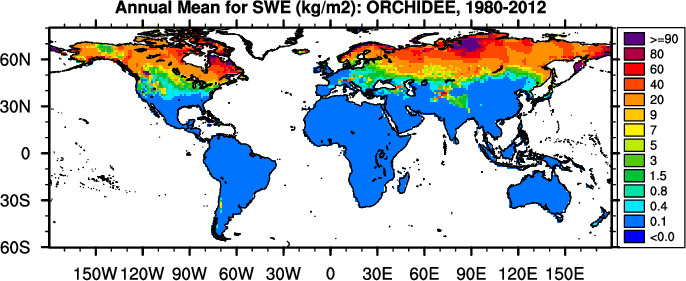 Annual Mean for SWE (kg/m2): ORCHIDEE, 1980-2012
60N
30N
0
30S
60S
150W 120W 90W 60W 30W 0 30E 60E 90E 120E 150E
>=90
80
60
40
20
9
7
5
3
1.5
0.8
0.4
0.1
<0.0